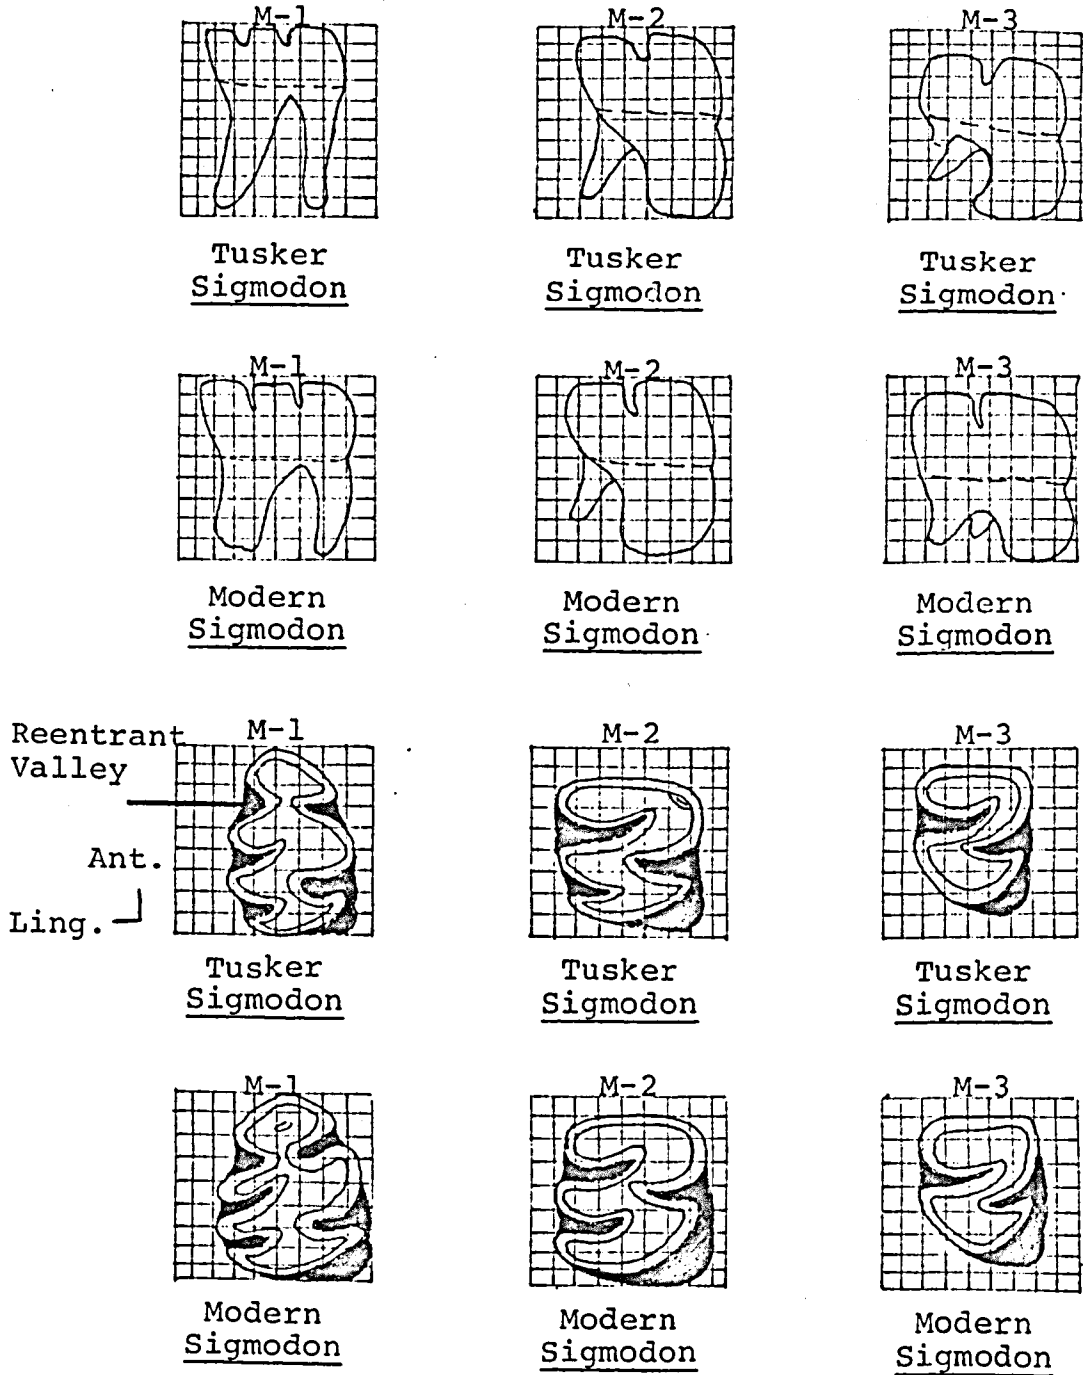 M-1 M-2 M-3
Tusker Tusker Tusker
Sigmodon Sigmodon Sigmodon
M-1 M-2 M-3
Modern Modern Modern
Sigmodon Sigmodon Sigmodon
Reentrant M-1 M-2 M-3
Valley
Ant.
Ling.
Tusker Tusker Tusker
Sigmodon Sigmodon Sigmodon
M-1 M-2 M-3
Modern Modern Modern
Sigmodon Sigmodon Sigmodon